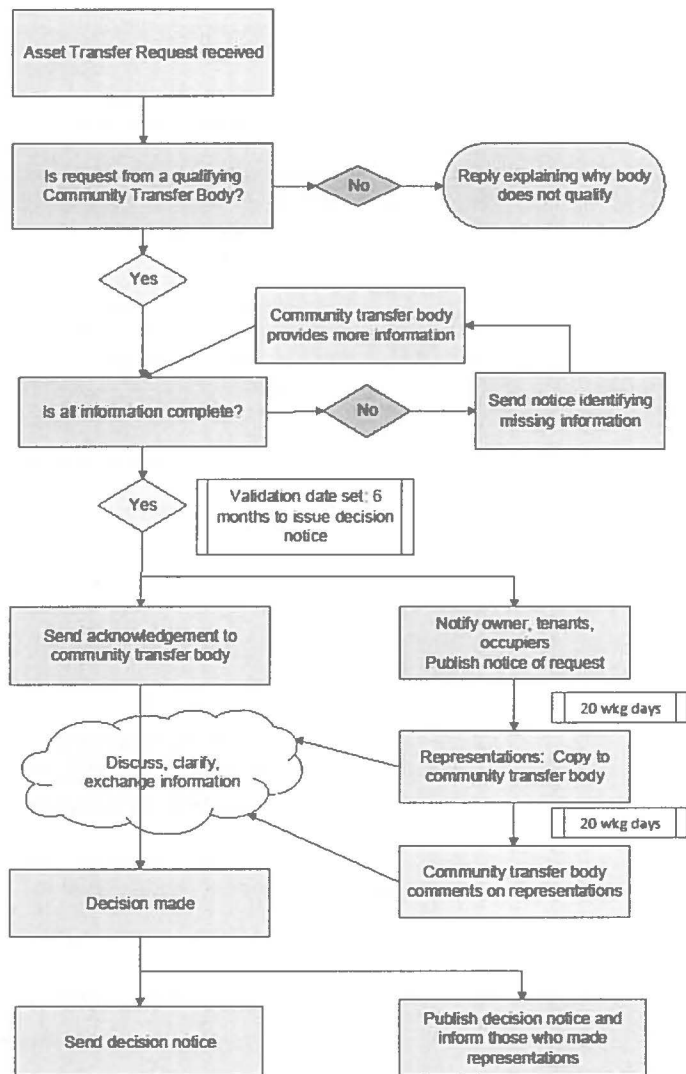 Asset Transfer Request received
Is request from a qualifying
Community Transfer Body?
No
Reply explaining why body
does not qualify
Yes
Community transfer body
provides more information
Is all information complete?
No
Send notice identifying
missing information
Yes
Validation date set: 6
months to issue decision
notice
Send acknowledgement to
community transfer body
Notify owner, tenants,
occupiers
Publish notice of request
20 wkg days
Discuss, clarify,
exchange information
Representations: Copy to
community transfer body
20 wkg days
Community transfer body
comments on representations
Decision made
Send decision notice
Publish decision notice and
inform those who made
representations